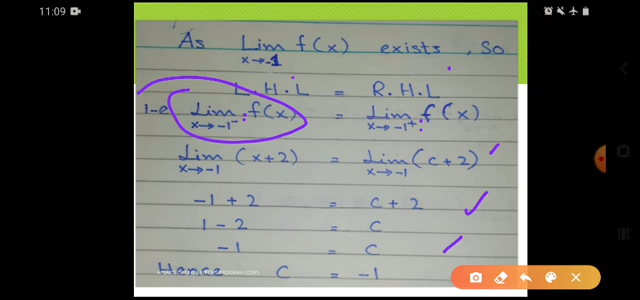 11:09
As Lim f(x) exists, So
x→-1
L.H.L = R.H.L
i-e Lim f(x) = Lim f(x)
x→-1⁻ x→-1⁺
Lim (x+2) = Lim (c+2)
x→-1 x→-1
-1 + 2 = c + 2
1 - 2 = c
-1 = c
Hence C = -1